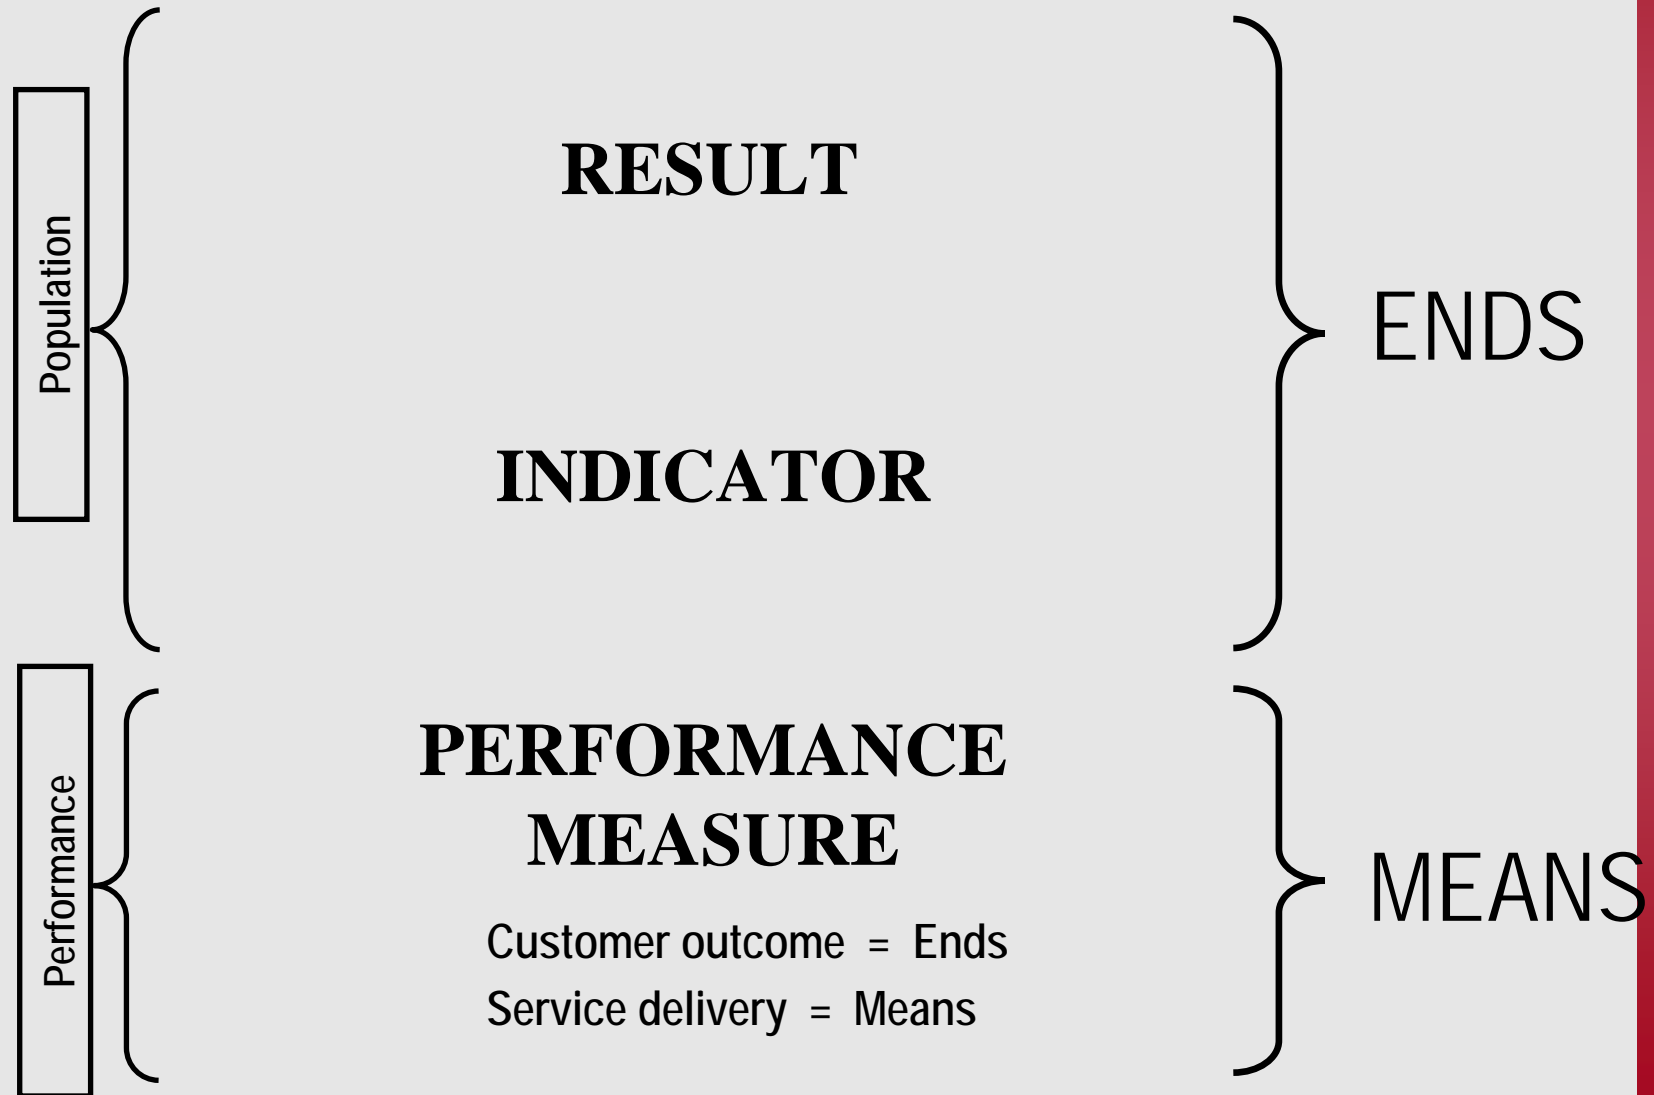 RESULT
Population
ENDS
INDICATOR
PERFORMANCE
MEASURE
Performance
MEANS
Customer outcome = Ends
Service delivery = Means